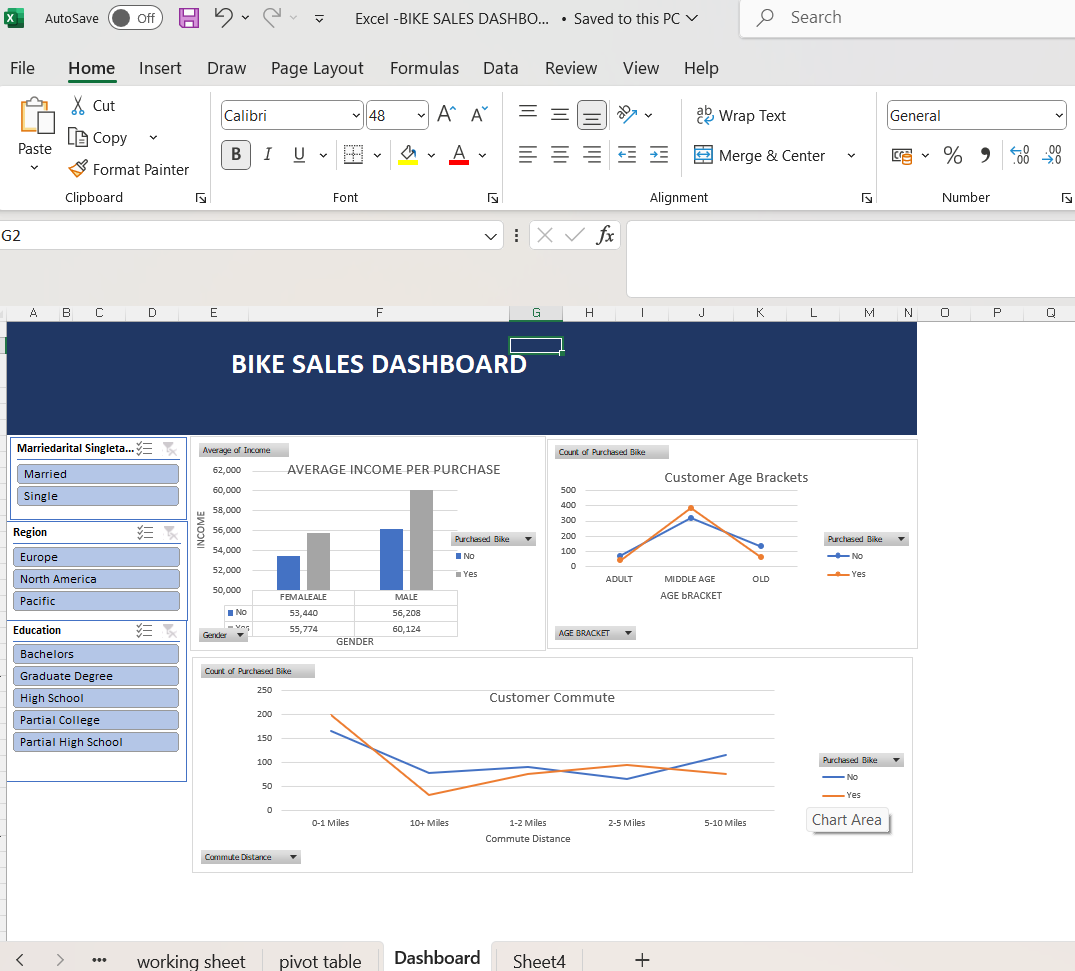 AutoSave Off Excel -BIKE SALES DASHBO... • Saved to this PC Search
File Home Insert Draw Page Layout Formulas Data Review View Help
Paste
Cut
Copy
Format Painter
Clipboard
Calibri 48
B I U
Font
Wrap Text
Merge & Center
Alignment
General
Number
G2
fx
A B C D E F G H I J K L M N O P Q
BIKE SALES DASHBOARD
Marriedarital Singleta...
Married
Single
Region
Europe
North America
Pacific
Education
Bachelors
Graduate Degree
High School
Partial College
Partial High School
Average of Income
AVERAGE INCOME PER PURCHASE
62,000
60,000
58,000
56,000
54,000
52,000
50,000
INCOME
FEMALEALE MALE
No 53,440 56,208
Yes 55,774 60,124
Gender
GENDER
Purchased Bike
No
Yes
Count of Purchased Bike
Customer Age Brackets
500
400
300
200
100
0
ADULT MIDDLE AGE OLD
AGE bRACKET
AGE BRACKET
Purchased Bike
No
Yes
Count of Purchased Bike
Customer Commute
250
200
150
100
50
0
0-1 Miles 10+ Miles 1-2 Miles 2-5 Miles 5-10 Miles
Commute Distance
Commute Distance
Purchased Bike
No
Yes
Chart Area
working sheet pivot table Dashboard Sheet4